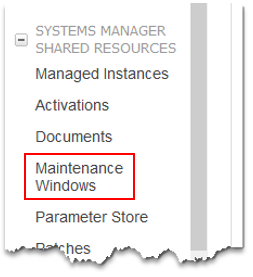 SYSTEMS MANAGER
SHARED RESOURCES
Managed Instances
Activations
Documents
Maintenance
Windows
Parameter Store
Patches